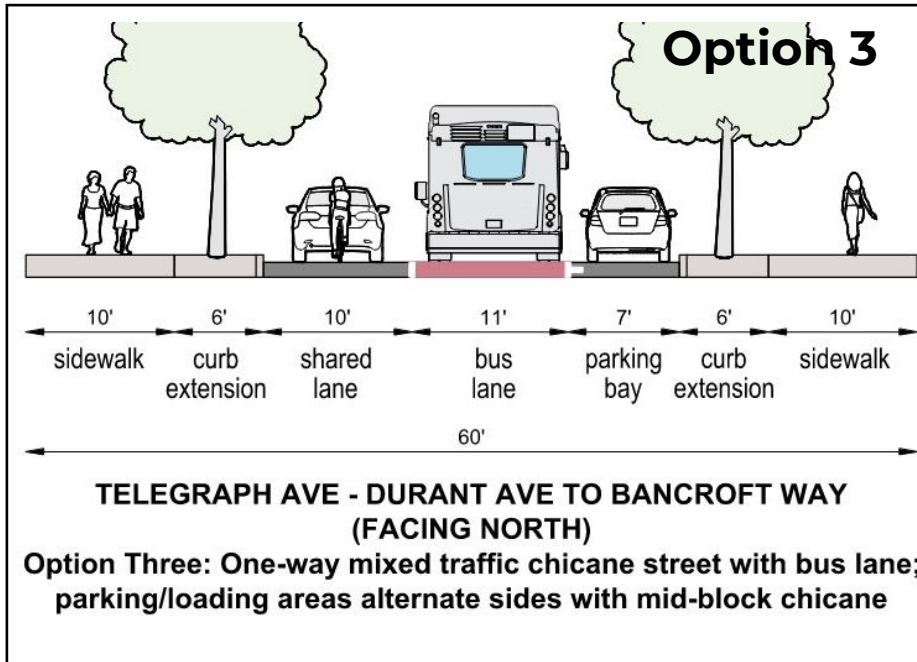 Option 3
10' 6' 10' 11' 7' 6' 10'
sidewalk curb extension shared lane bus lane parking bay curb extension sidewalk
60'
TELEGRAPH AVE - DURANT AVE TO BANCROFT WAY
(FACING NORTH)
Option Three: One-way mixed traffic chicane street with bus lane;
parking/loading areas alternate sides with mid-block chicane